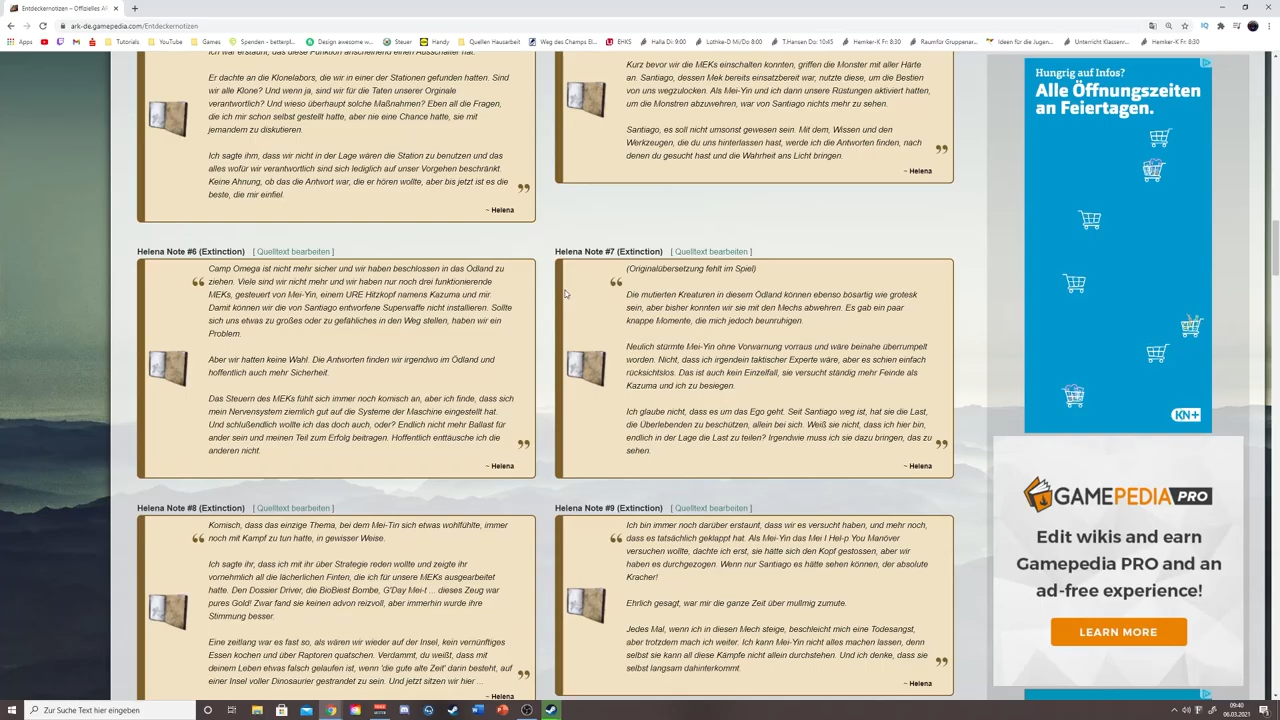 Entdeckernotizen – Offizielles AR
ark-de.gamepedia.com/Entdeckernotizen
Apps
Tutorials
YouTube
Games
Spenden - betterpl...
Design awesome w...
Steuer
Handy
Quellen Hausarbeit
Weg des Champs El...
EHKS
Halla Di: 9:00
Lüthke-D Mi/Do 8:00
T.Hansen Do: 10:45
Hemker-K Fr: 8:30
Raum für Gruppenar...
Ideen für die Jugen...
Unterricht Klassenr...
Hemker-K Fr: 8:30
Ich war erstaunt, dass diese Funktion anscheinend einen Ausschalter hat.
Er dachte an die Klonelabors, die wir in einer der Stationen gefunden hatten. Sind
wir alle Klone? Und wenn ja, sind wir für die Taten unserer Orginale
verantwortlich? Und wieso überhaupt solche Maßnahmen? Eben all die Fragen,
die ich mir schon selbst gestellt hatte, aber nie eine Chance hatte, sie mit
jemandem zu diskutieren.
Ich sagte ihm, dass wir nicht in der Lage wären die Station zu benutzen und das
alles wofür wir verantwortlich sind sich lediglich auf unser Vorgehen beschränkt.
Keine Ahnung, ob das die Antwort war, die er hören wollte, aber bis jetzt ist es die
beste, die mir einfiel.
~ Helena
Kurz bevor wir die MEKs einschalten konnten, griffen die Monster mit aller Härte
an. Santiago, dessen Mek bereits einsatzbereit war, nutzte diese, um die Bestien
von uns wegzulocken. Als Mei-Yin und ich dann unsere Rüstungen aktiviert hatten,
um die Monstren abzuwehren, war von Santiago nichts mehr zu sehen.
Santiago, es soll nicht umsonst gewesen sein. Mit dem, Wissen und den
Werkzeugen, die du uns hinterlassen hast, werde ich die Antworten finden, nach
denen du gesucht hast und die Wahrheit ans Licht bringen.
~ Helena
Helena Note #6 (Extinction) [ Quelltext bearbeiten ]
Camp Omega ist nicht mehr sicher und wir haben beschlossen in das Ödland zu
ziehen. Viele sind wir nicht mehr und wir haben nur noch drei funktionierende
MEKs, gesteuert von Mei-Yin, einem URE Hitzkopf namens Kazuma und mir.
Damit können wir die von Santiago entworfene Superwaffe nicht installieren. Sollte
sich uns etwas zu großes oder zu gefährliches in den Weg stellen, haben wir ein
Problem.
Aber wir hatten keine Wahl. Die Antworten finden wir irgendwo im Ödland und
hoffentlich auch mehr Sicherheit.
Das Steuern des MEKs fühlt sich immer noch komisch an, aber ich finde, dass sich
mein Nervensystem ziemlich gut auf die Systeme der Maschine eingestellt hat.
Und schlußendlich wollte ich das doch auch, oder? Endlich nicht mehr Ballast für
ander sein und meinen Teil zum Erfolg beitragen. Hoffentlich enttäusche ich die
anderen nicht.
~ Helena
Helena Note #7 (Extinction) [ Quelltext bearbeiten ]
(Originalübersetzung fehlt im Spiel)
Die mutierten Kreaturen in diesem Ödland können ebenso bösartig wie grotesk
sein, aber bisher konnten wir sie mit den Mechs abwehren. Es gab ein paar
knappe Momente, die mich jedoch beunruhigen.
Neulich stürmte Mei-Yin ohne Vorwarnung vorraus und wäre beinahe überrumpelt
worden. Nicht, dass ich irgendein taktischer Experte wäre, aber es schien einfach
rücksichtslos. Das ist auch kein Einzelfall, sie versucht ständig mehr Feinde als
Kazuma und ich zu besiegen.
Ich glaube nicht, dass es um das Ego geht. Seit Santiago weg ist, hat sie die Last,
die Überlebenden zu beschützen, allein bei sich. Weiß sie nicht, dass ich hier bin,
endlich in der Lage die Last zu teilen? Irgendwie muss ich sie dazu bringen, das zu
sehen.
~ Helena
Helena Note #8 (Extinction) [ Quelltext bearbeiten ]
Komisch, dass das einzige Thema, bei dem Mei-Tin sich etwas wohlfühlte, immer
noch mit Kampf zu tun hatte, in gewisser Weise.
Ich sagte ihr, dass ich mit ihr über Strategie reden wollte und zeigte ihr
vornehmlich all die lächerlichen Finten, die ich für unsere MEKs ausgearbeitet
hatte. Den Dossier Driver, die BioBiest Bombe, G'Day Mei-t ... dieses Zeug war
pures Gold! Zwar fand sie keinen advon reizvoll, aber immerhin wurde ihre
Stimmung besser.
Eine zeitlang war es fast so, als wären wir wieder auf der Insel, kein vernünftiges
Essen kochen und über Raptoren quatschen. Verdammt, du weißt, dass mit
deinem Leben etwas falsch gelaufen ist, wenn 'die gute alte Zeit' darin besteht, auf
einer Insel voller Dinosaurier gestrandet zu sein. Und jetzt sitzen wir hier ...
~ Helena
Helena Note #9 (Extinction) [ Quelltext bearbeiten ]
Ich bin immer noch darüber erstaunt, dass wir es versucht haben, und mehr noch,
dass es tatsächlich geklappt hat. Als Mei-Yin das Mei I Hel-p You Manöver
versuchen wollte, dachte ich erst, sie hätte sich den Kopf gestossen, aber wir
haben es durchgezogen. Wenn nur Santiago es hätte sehen können, der absolute
Kracher!
Ehrlich gesagt, war mir die ganze Zeit über mullmig zumute.
Jedes Mal, wenn ich in diesen Mech steige, beschleicht mich eine Todesangst,
aber trotzdem mach ich weiter. Ich kann Mei-Yin nicht alles machen lassen, denn
selbst sie kann all diese Kämpfe nicht allein durchstehen. Und ich denke, dass sie
selbst langsam dahinterkommt.
~ Helena
Hungrig auf Infos?
Alle Öffnungszeiten
an Feiertagen.
KN+
GAMEPEDIA PRO
Edit wikis and earn
Gamepedia PRO and an
ad-free experience!
LEARN MORE
Zur Suche Text hier eingeben
09:40
06.03.2021